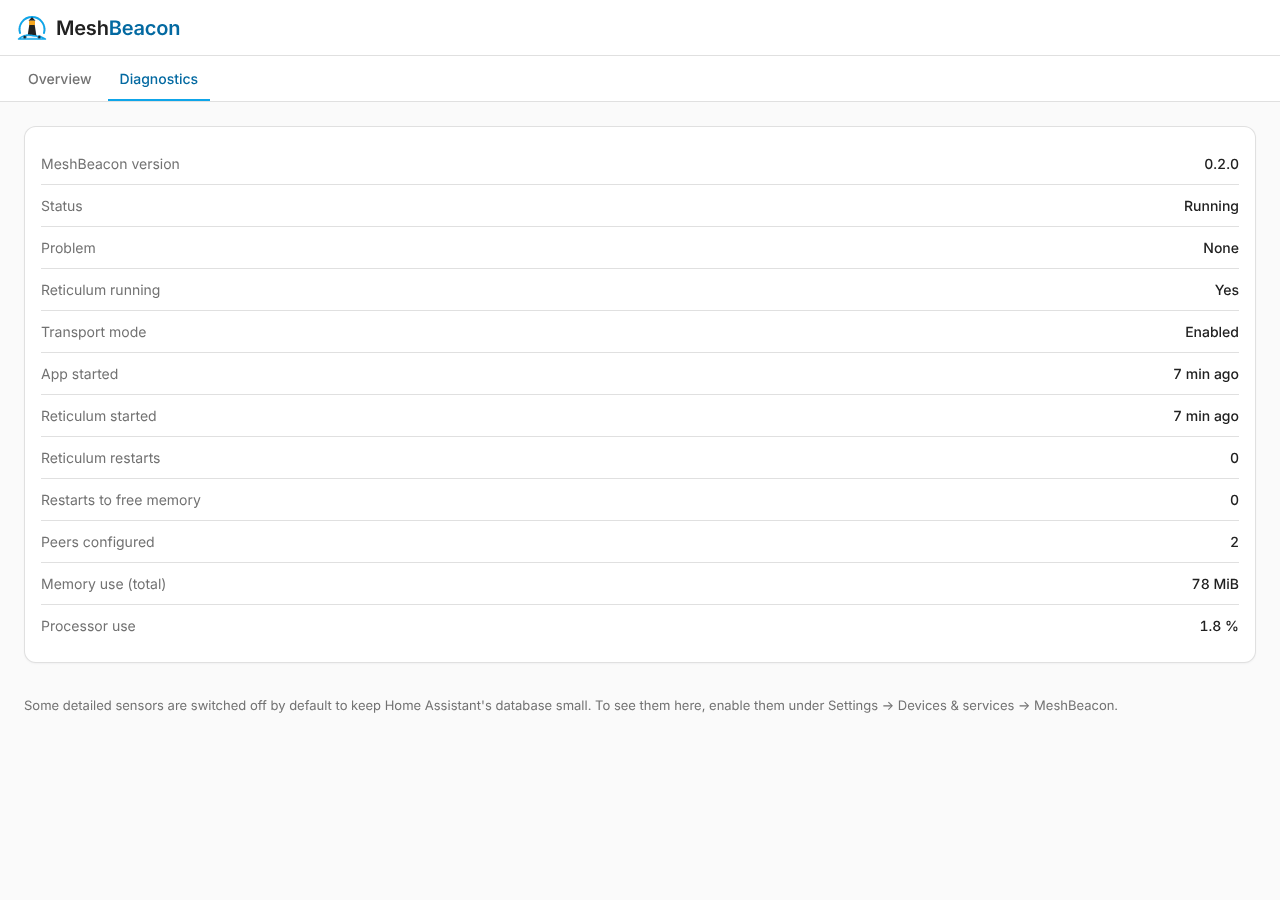 MeshBeacon
Overview Diagnostics
MeshBeacon version 0.2.0
Status Running
Problem None
Reticulum running Yes
Transport mode Enabled
App started 7 min ago
Reticulum started 7 min ago
Reticulum restarts 0
Restarts to free memory 0
Peers configured 2
Memory use (total) 78 MiB
Processor use 1.8 %
Some detailed sensors are switched off by default to keep Home Assistant's database small. To see them here, enable them under Settings → Devices & services → MeshBeacon.